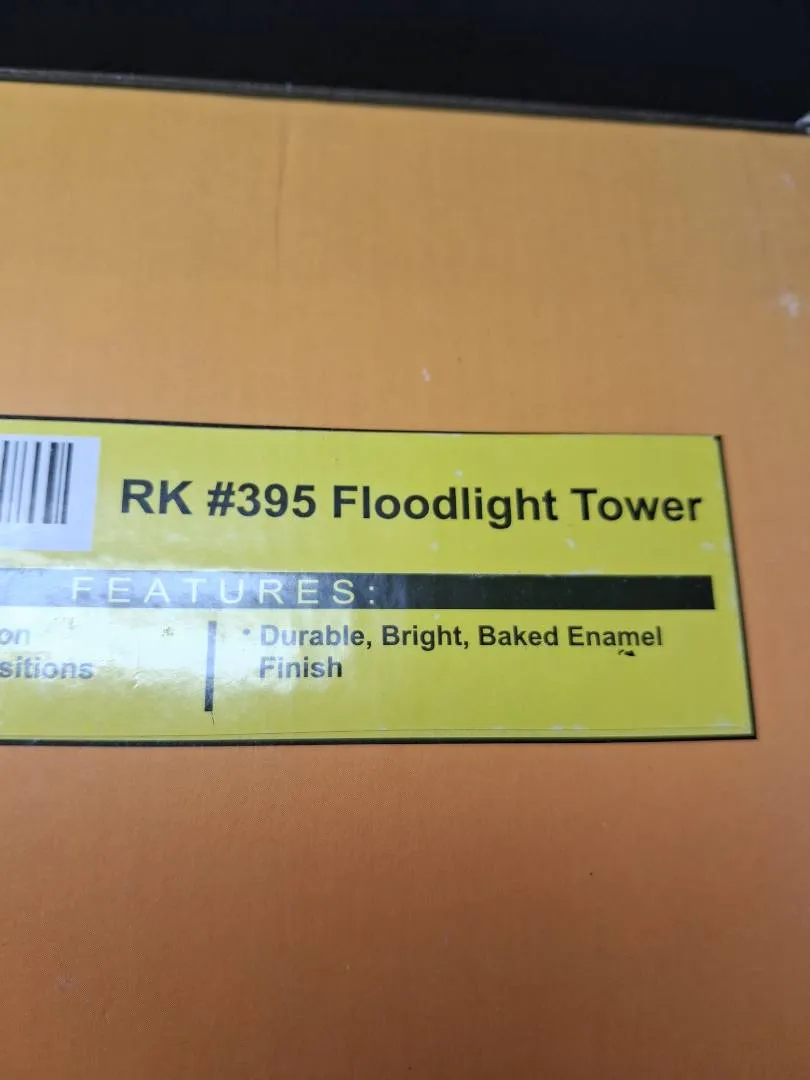 RK #395 Floodlight Tower
FEATURES:
on
sitions
• Durable, Bright, Baked Enamel
Finish